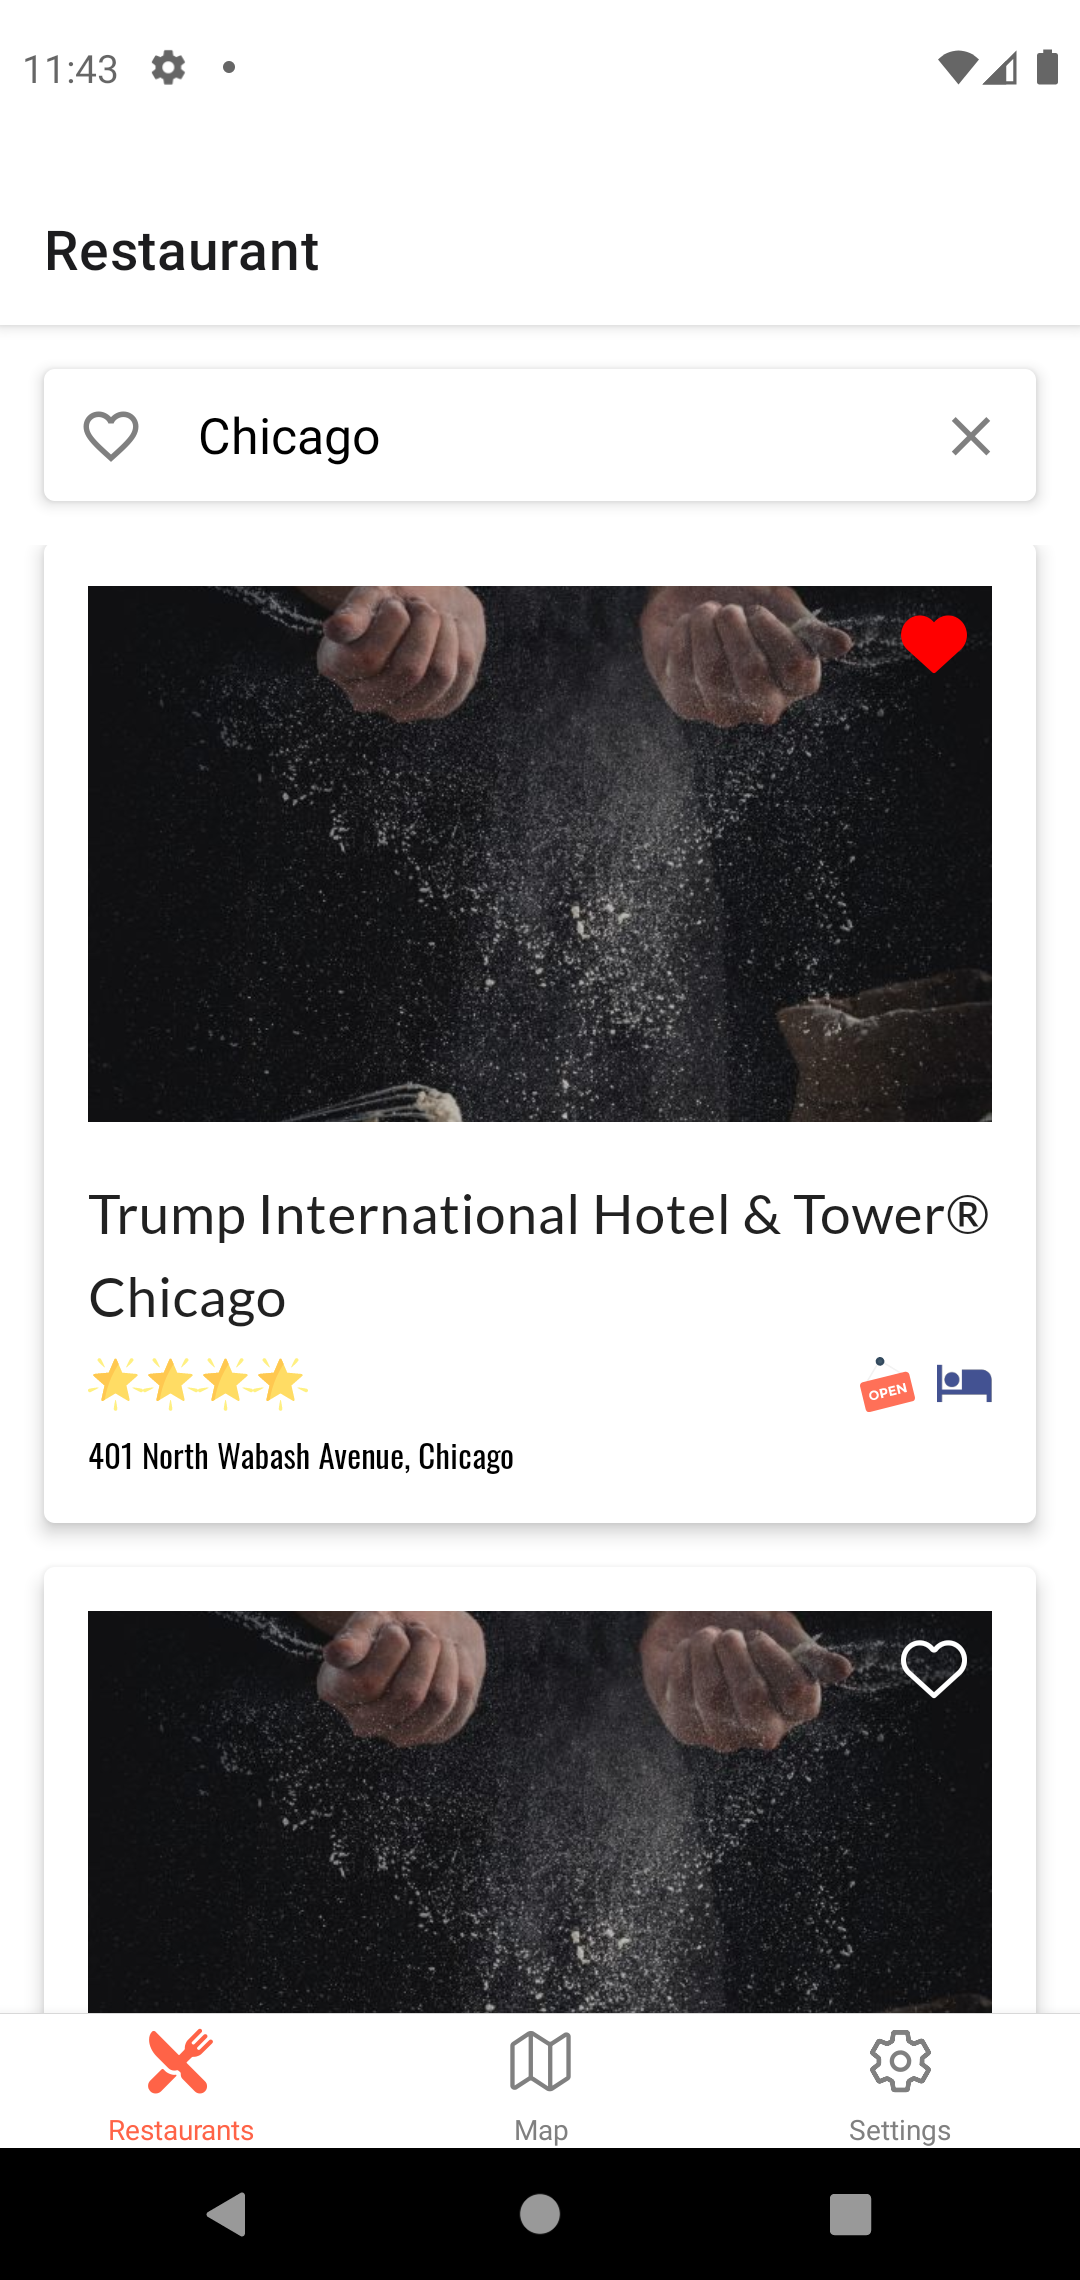 11:43
Restaurant
Chicago
Trump International Hotel & Tower®
Chicago
OPEN
401 North Wabash Avenue, Chicago
Restaurants
Map
Settings